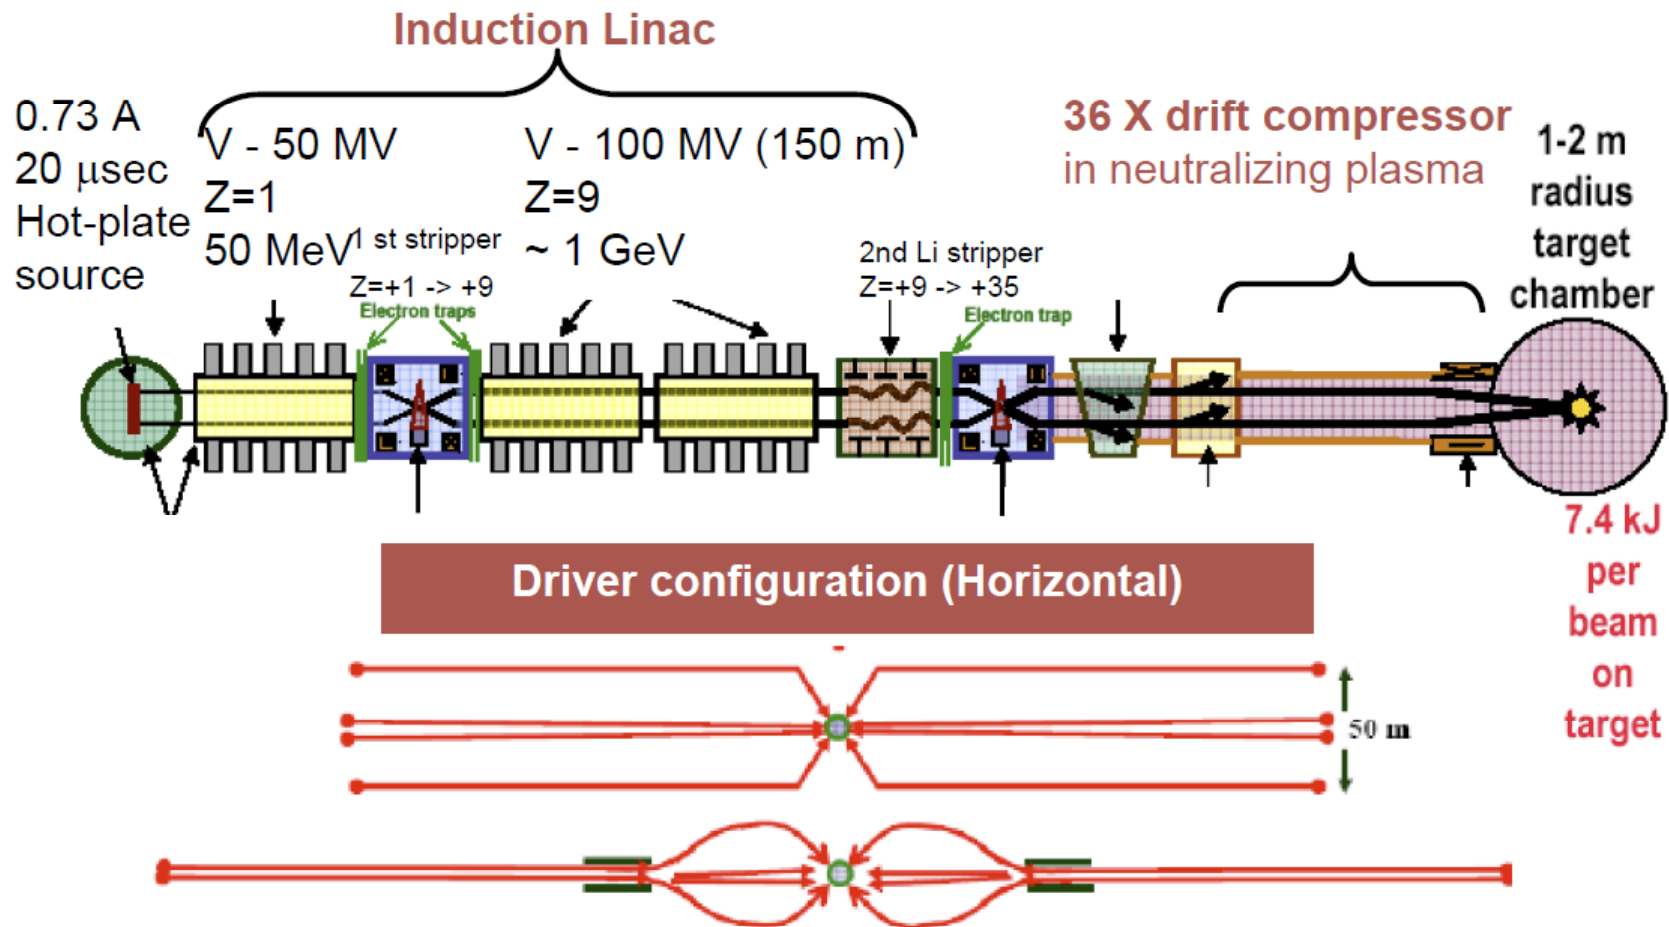 Induction Linac
0.73 A
20 μsec
Hot-plate
source
V - 50 MV
Z=1
50 MeV
1 st stripper
Z=+1 -> +9
Electron traps
V - 100 MV (150 m)
Z=9
~ 1 GeV
2nd Li stripper
Z=+9 -> +35
Electron trap
36 X drift compressor
in neutralizing plasma
1-2 m
radius
target
chamber
7.4 kJ
per
beam
on
target
Driver configuration (Horizontal)
50 m